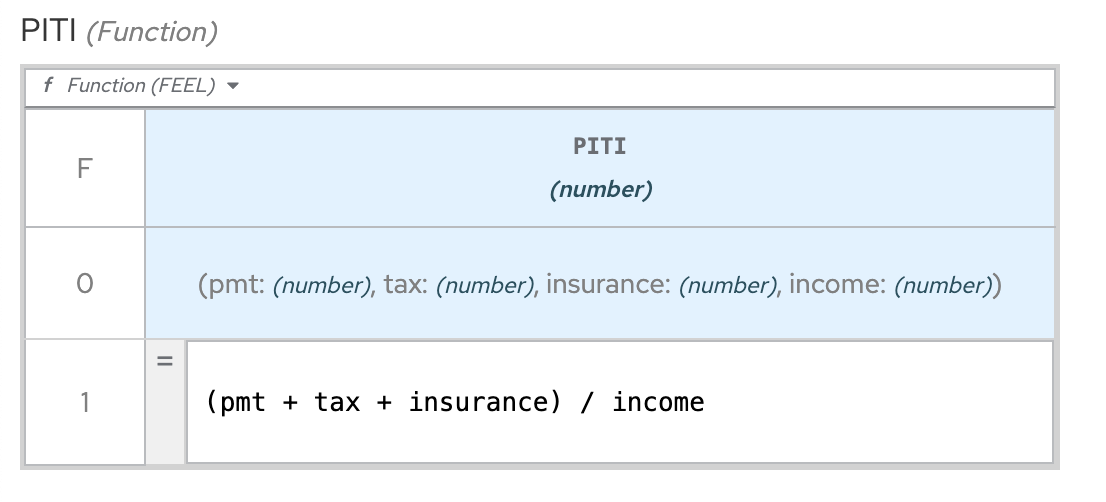 PITI (Function)
f Function (FEEL)
F
PITI
(number)
0
(pmt: (number), tax: (number), insurance: (number), income: (number))
1
=
(pmt + tax + insurance) / income